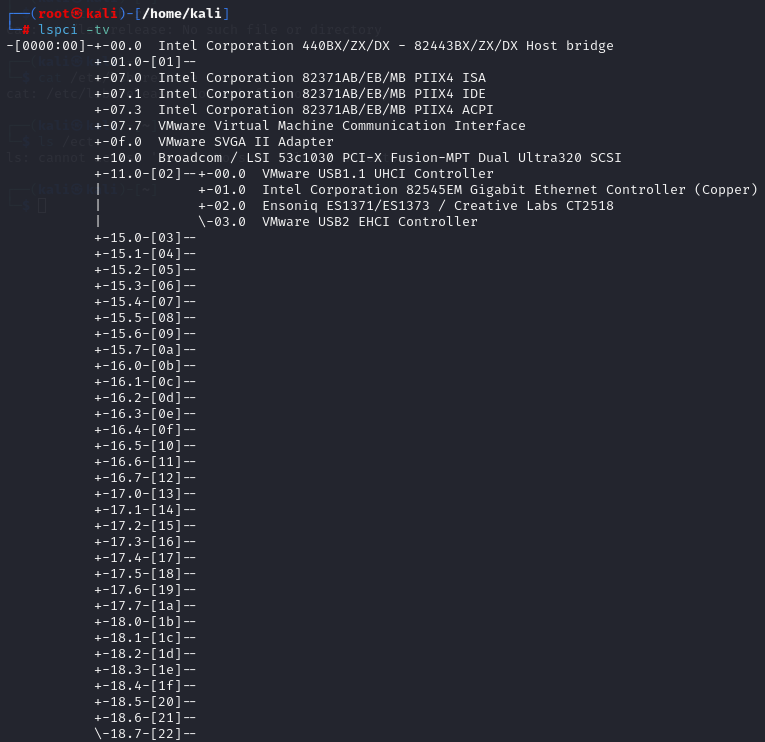 ┌──(root㉿kali)-[/home/kali]
└─# lspci -tv
-[0000:00]-+-00.0  Intel Corporation 440BX/ZX/DX - 82443BX/ZX/DX Host bridge
           +-01.0-[01]--
           +-07.0  Intel Corporation 82371AB/EB/MB PIIX4 ISA
           +-07.1  Intel Corporation 82371AB/EB/MB PIIX4 IDE
           +-07.3  Intel Corporation 82371AB/EB/MB PIIX4 ACPI
           +-07.7  VMware Virtual Machine Communication Interface
           +-0f.0  VMware SVGA II Adapter
           +-10.0  Broadcom / LSI 53c1030 PCI-X Fusion-MPT Dual Ultra320 SCSI
           +-11.0-[02]--+-00.0  VMware USB1.1 UHCI Controller
           |            +-01.0  Intel Corporation 82545EM Gigabit Ethernet Controller (Copper)
           |            +-02.0  Ensoniq ES1371/ES1373 / Creative Labs CT2518
           |            \-03.0  VMware USB2 EHCI Controller
           +-15.0-[03]--
           +-15.1-[04]--
           +-15.2-[05]--
           +-15.3-[06]--
           +-15.4-[07]--
           +-15.5-[08]--
           +-15.6-[09]--
           +-15.7-[0a]--
           +-16.0-[0b]--
           +-16.1-[0c]--
           +-16.2-[0d]--
           +-16.3-[0e]--
           +-16.4-[0f]--
           +-16.5-[10]--
           +-16.6-[11]--
           +-16.7-[12]--
           +-17.0-[13]--
           +-17.1-[14]--
           +-17.2-[15]--
           +-17.3-[16]--
           +-17.4-[17]--
           +-17.5-[18]--
           +-17.6-[19]--
           +-17.7-[1a]--
           +-18.0-[1b]--
           +-18.1-[1c]--
           +-18.2-[1d]--
           +-18.3-[1e]--
           +-18.4-[1f]--
           +-18.5-[20]--
           +-18.6-[21]--
           \-18.7-[22]--